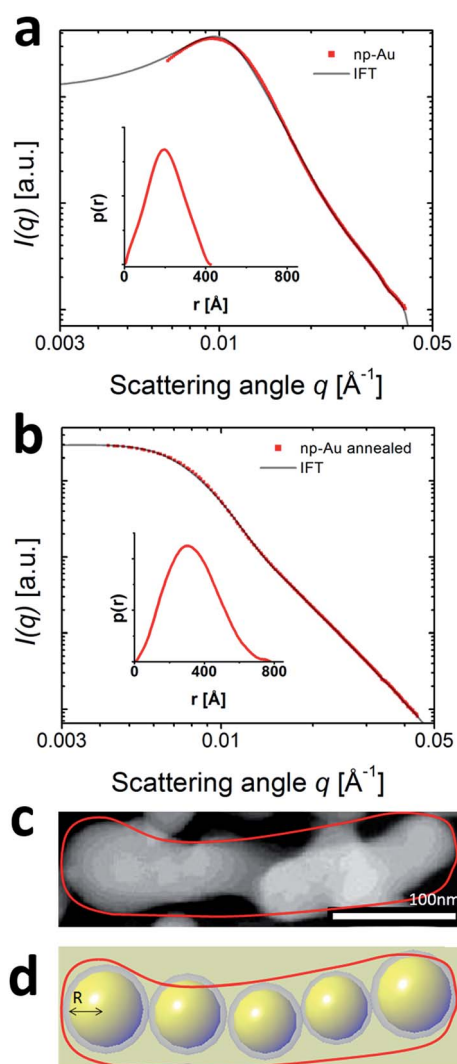 a
np-Au
IFT
I(q) [a.u.]
p(r)
0 400 800
r [Å]
0.003 0.01 0.05
Scattering angle q [Å⁻¹]
b
np-Au annealed
IFT
I(q) [a.u.]
p(r)
0 400 800
r [Å]
0.003 0.01 0.05
Scattering angle q [Å⁻¹]
c
100nm
d
R